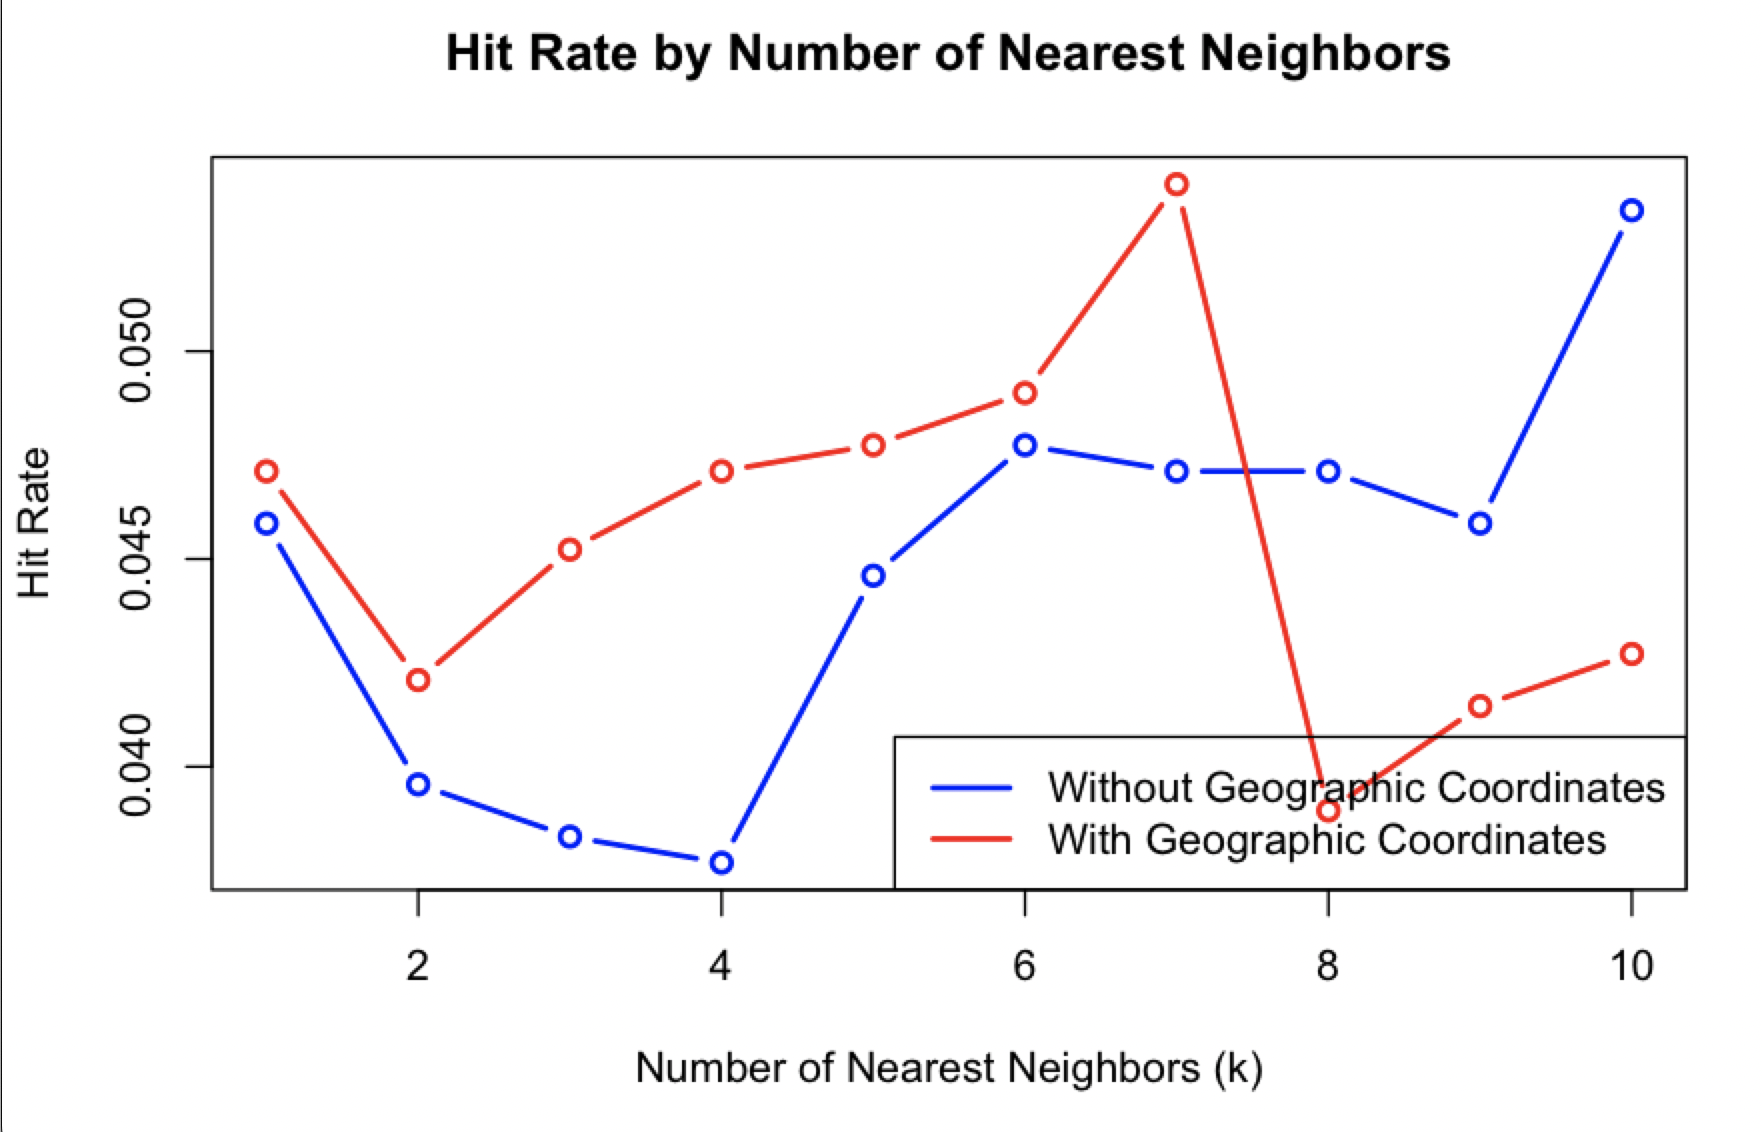 Hit Rate by Number of Nearest Neighbors
Hit Rate
0.050
0.045
0.040
Without Geographic Coordinates
With Geographic Coordinates
2 4 6 8 10
Number of Nearest Neighbors (k)